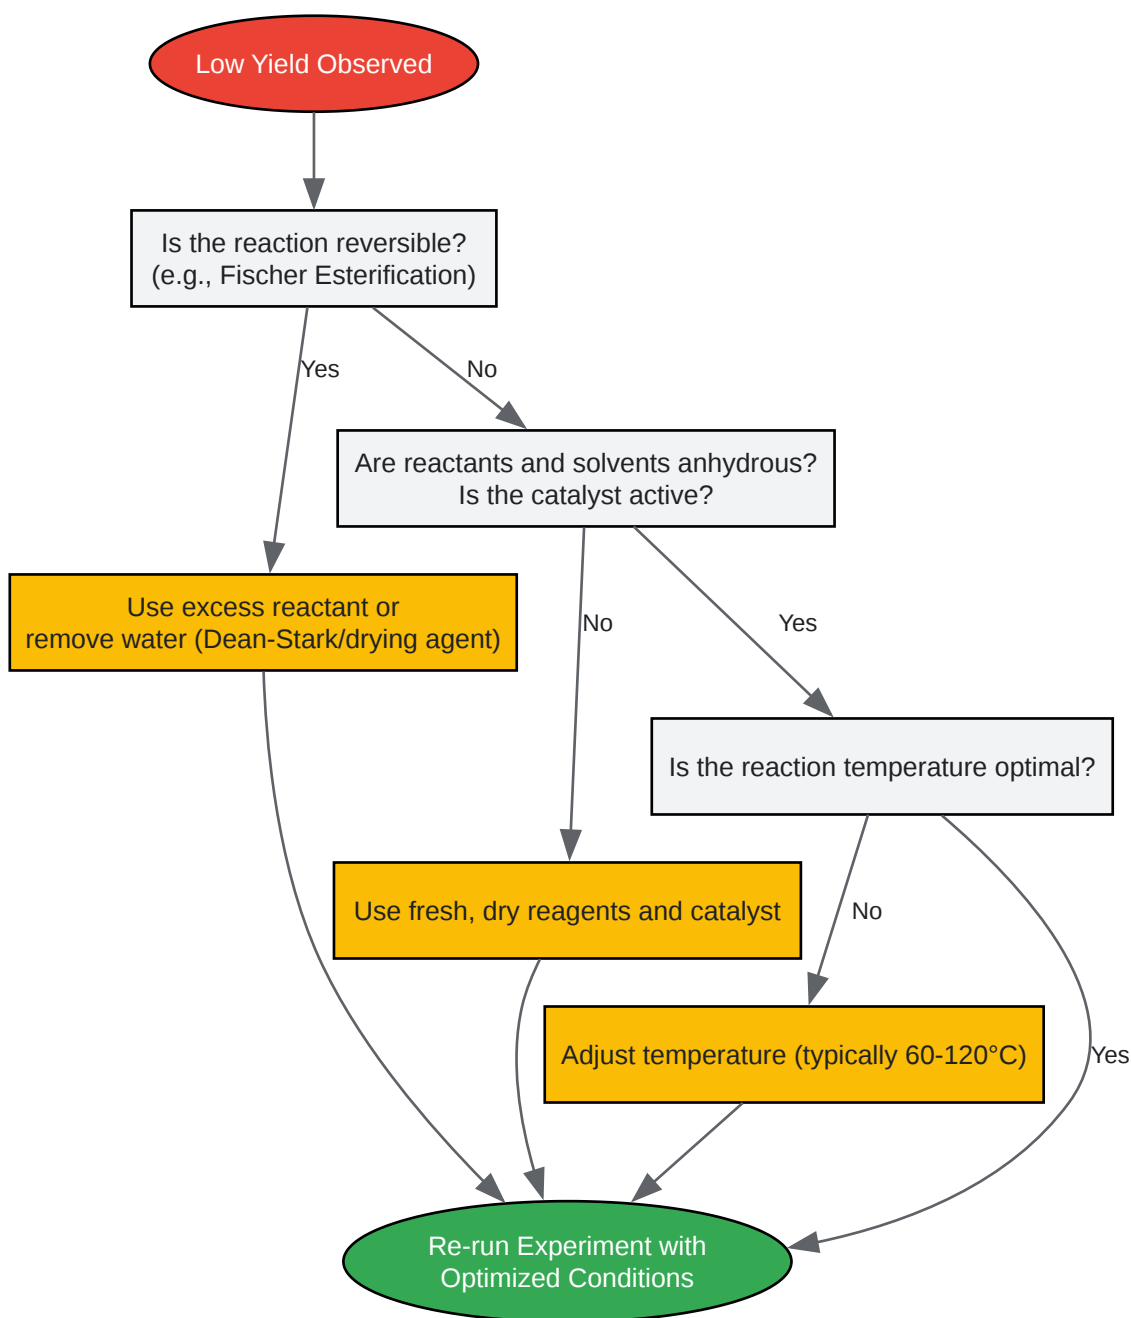 Low Yield Observed
Is the reaction reversible?
(e.g., Fischer Esterification)
Yes
No
Are reactants and solvents anhydrous?
Is the catalyst active?
Use excess reactant or
remove water (Dean-Stark/drying agent)
No
Yes
Is the reaction temperature optimal?
Use fresh, dry reagents and catalyst
No
Adjust temperature (typically 60-120°C)
Yes
Re-run Experiment with
Optimized Conditions